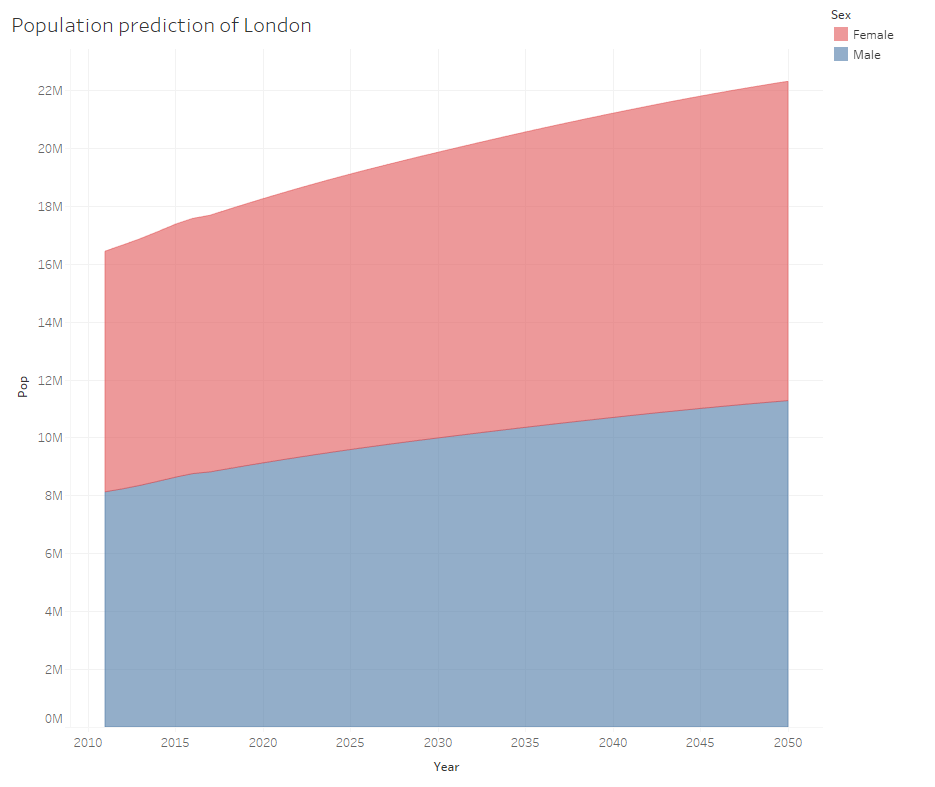 Population prediction of London
Sex
Female
Male
22M
20M
18M
16M
14M
12M
Pop
10M
8M
6M
4M
2M
0M
2010 2015 2020 2025 2030 2035 2040 2045 2050
Year